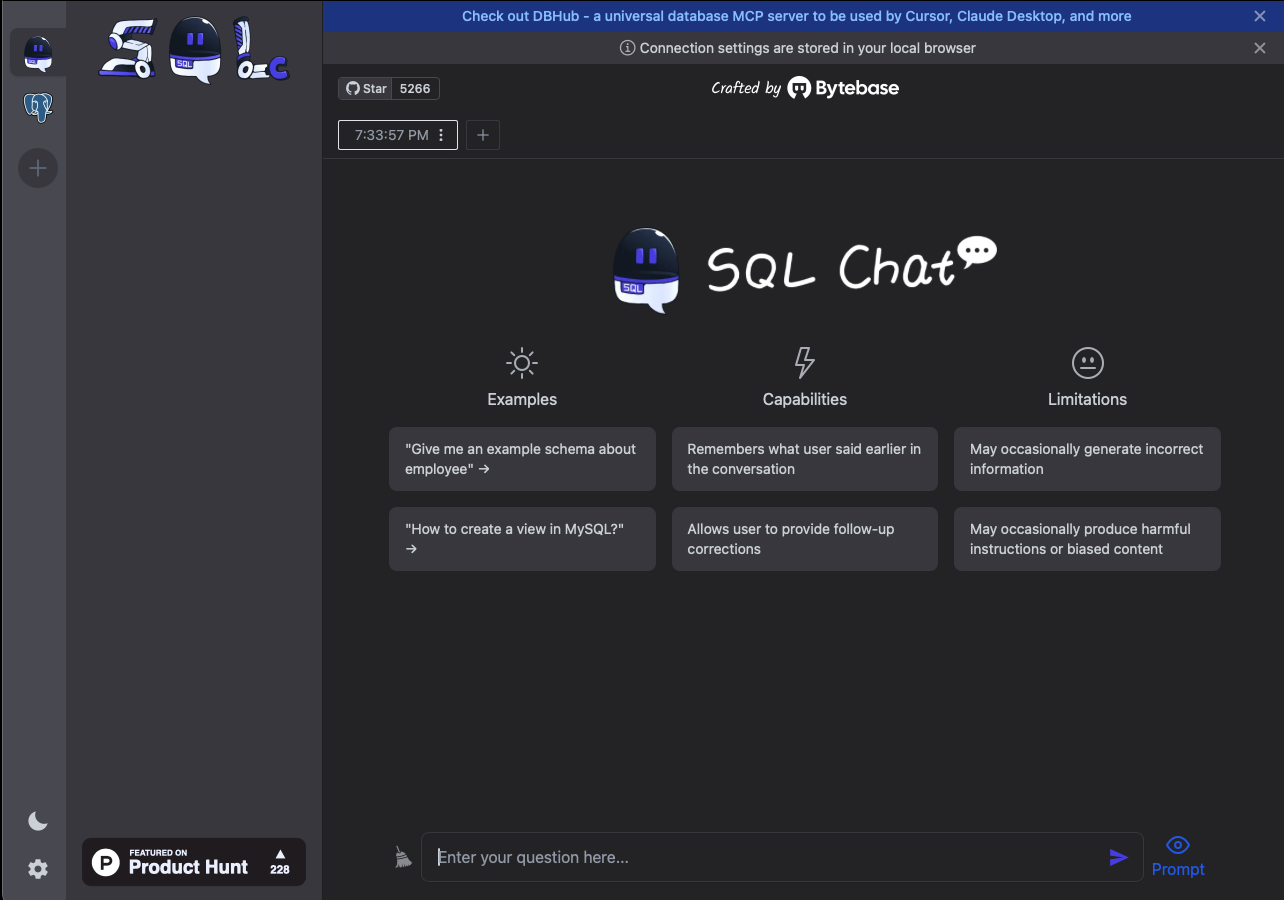 Check out DBHub - a universal database MCP server to be used by Cursor, Claude Desktop, and more
Connection settings are stored in your local browser
Star 5266
Crafted by Bytebase
7:33:57 PM
SQL
SQL Chat
SQL
Examples
Capabilities
Limitations
"Give me an example schema about
employee" →
Remembers what user said earlier in
the conversation
May occasionally generate incorrect
information
"How to create a view in MySQL?"
→
Allows user to provide follow-up
corrections
May occasionally produce harmful
instructions or biased content
FEATURED ON
Product Hunt
228
Enter your question here...
Prompt